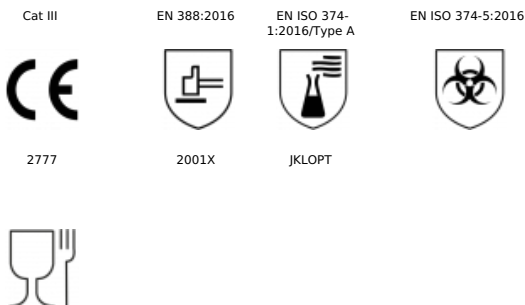 Cat III
EN 388:2016
EN ISO 374-
1:2016/Type A
EN ISO 374-5:2016
CE
2777
2001X
JKLOPT